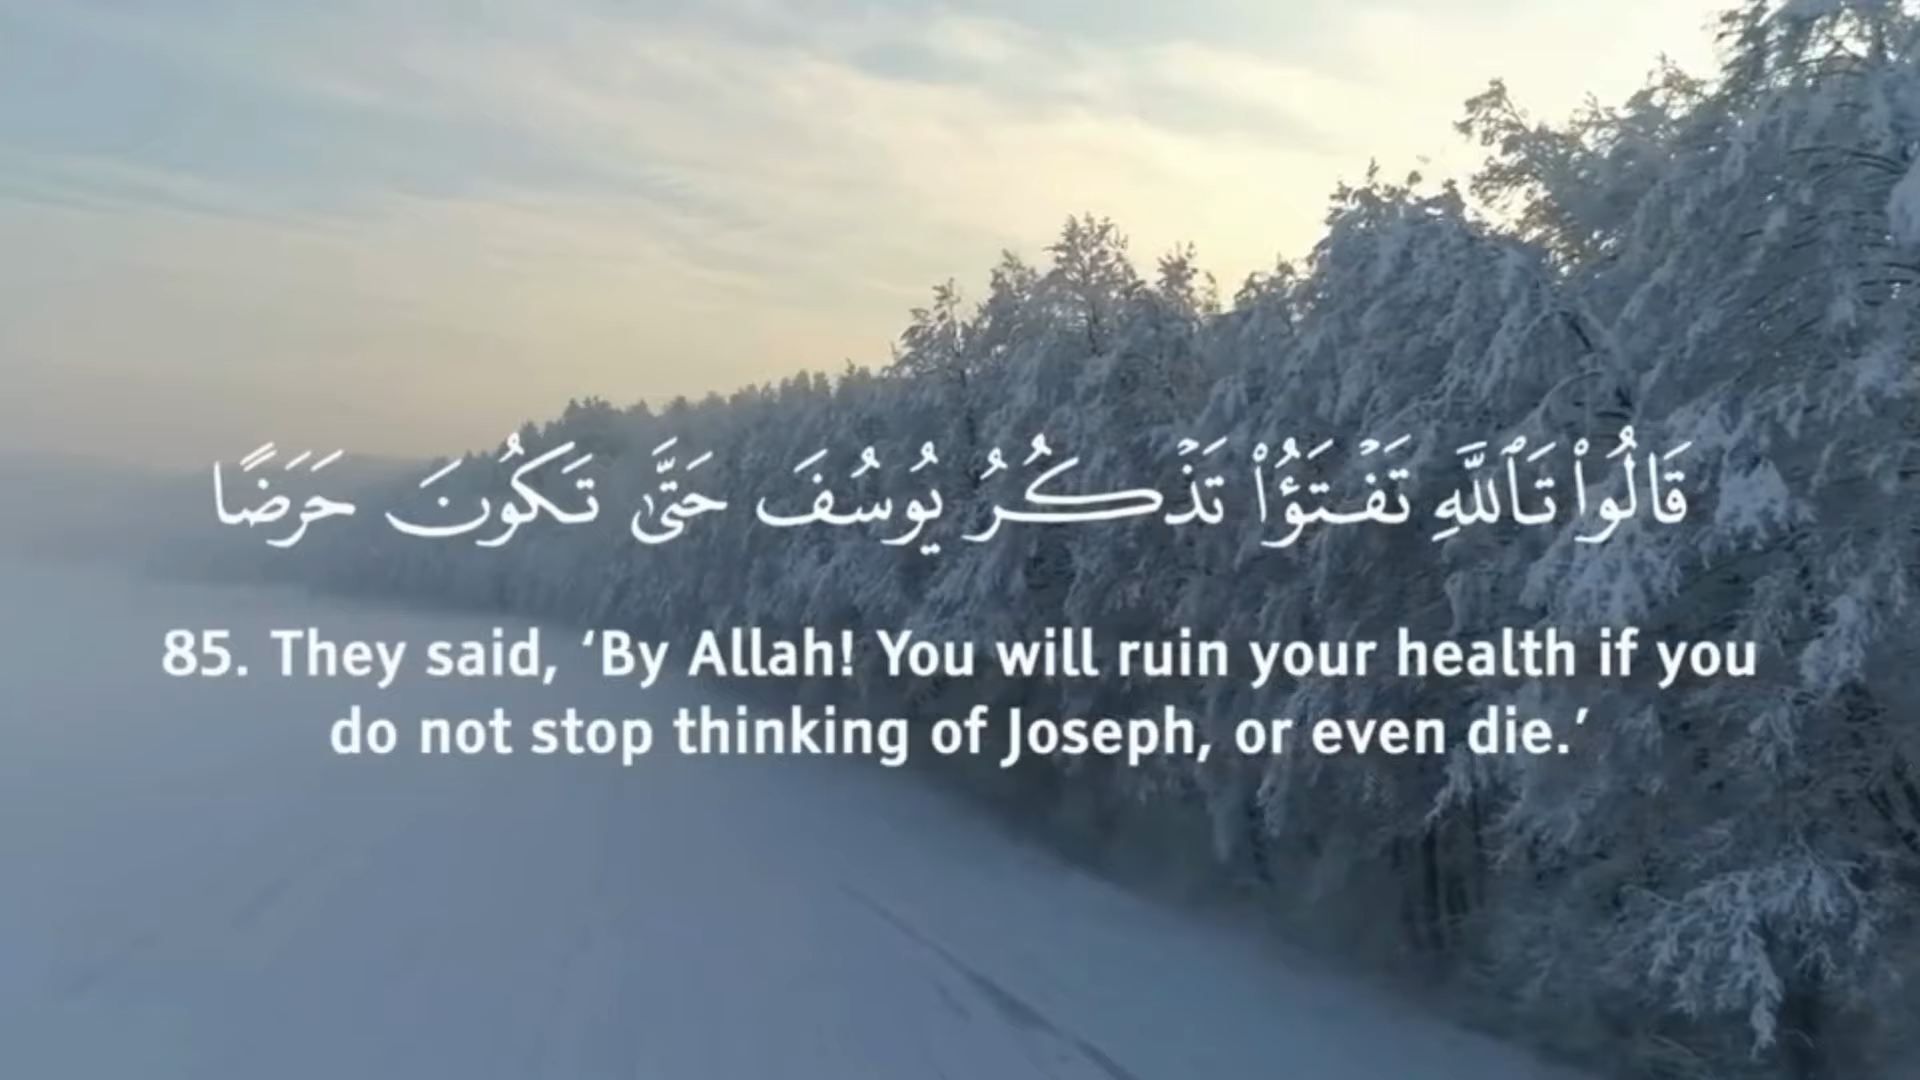 قَالُوا۟ تَٱللَّهِ تَفْتَؤُا۟ تَذْكُرُ يُوسُفَ حَتَّىٰ تَكُونَ حَرَضًا
85. They said, ‘By Allah! You will ruin your health if you
do not stop thinking of Joseph, or even die.’